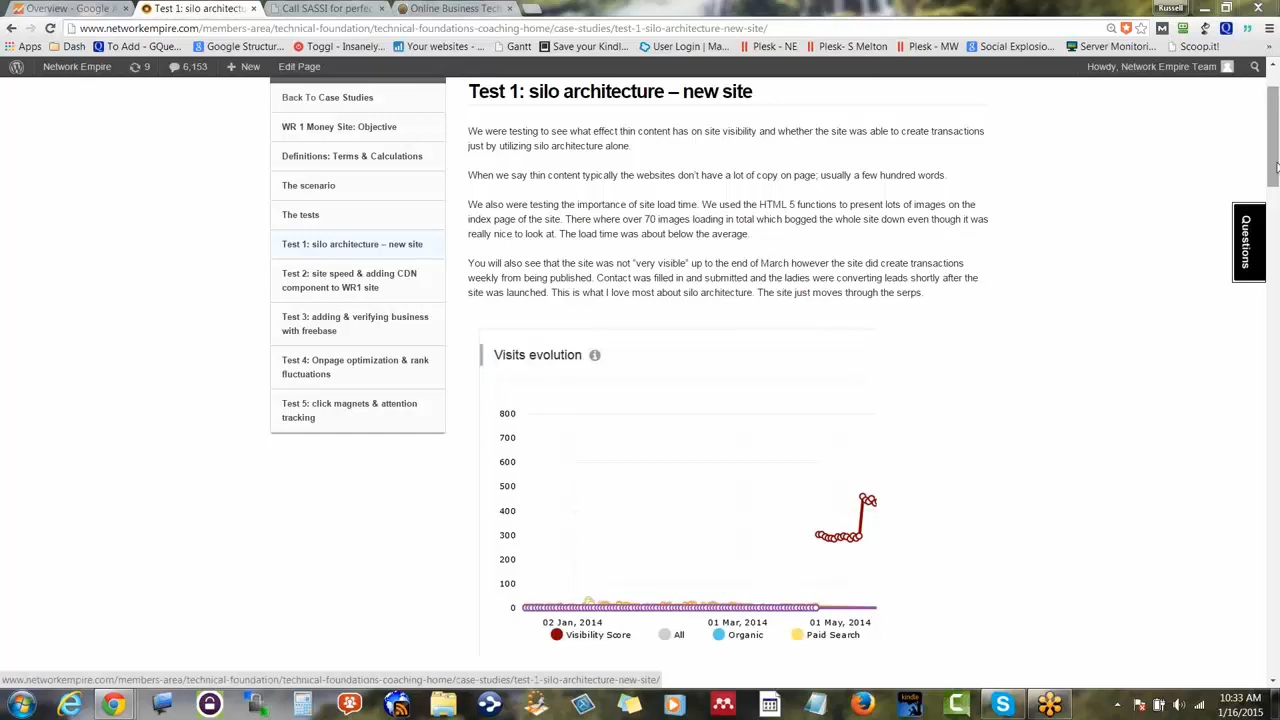 Russell
Overview - Google A
Test 1: silo architectu
Call SASSI for perfec
Online Business Tech
www.networkempire.com/members-area/technical-foundation/technical-foundations-coaching-home/case-studies/test-1-silo-architecture-new-site/
Apps
Dash
To Add - GQue...
Google Structur...
Toggl - Insanely...
Your websites - ...
Gantt
Save your Kindl...
User Login | Ma...
Plesk - NE
Plesk- S Melton
Plesk - MW
Social Explosio...
Server Monitori...
Scoop.it!
»
Network Empire
9
6,153
New
Edit Page
Howdy, Network Empire Team
Back To Case Studies
WR 1 Money Site: Objective
Definitions: Terms & Calculations
The scenario
The tests
Test 1: silo architecture – new site
Test 2: site speed & adding CDN
component to WR1 site
Test 3: adding & verifying business
with freebase
Test 4: Onpage optimization & rank
fluctuations
Test 5: click magnets & attention
tracking
Test 1: silo architecture – new site
We were testing to see what effect thin content has on site visibility and whether the site was able to create transactions
just by utilizing silo architecture alone.
When we say thin content typically the websites don't have a lot of copy on page; usually a few hundred words.
We also were testing the importance of site load time. We used the HTML 5 functions to present lots of images on the
index page of the site. There where over 70 images loading in total which bogged the whole site down even though it was
really nice to look at. The load time was about below the average.
You will also see that the site was not "very visible" up to the end of March however the site did create transactions
weekly from being published. Contact was filled in and submitted and the ladies were converting leads shortly after the
site was launched. This is what I love most about silo architecture. The site just moves through the serps.
Visits evolution
800
700
600
500
400
300
200
100
0
02 Jan, 2014
01 Mar, 2014
01 May, 2014
Visibility Score
All
Organic
Paid Search
Questions
www.networkempire.com/members-area/technical-foundation/technical-foundations-coaching-home/case-studies/test-1-silo-architecture-new-site/
kindle
10:33 AM
1/16/2015